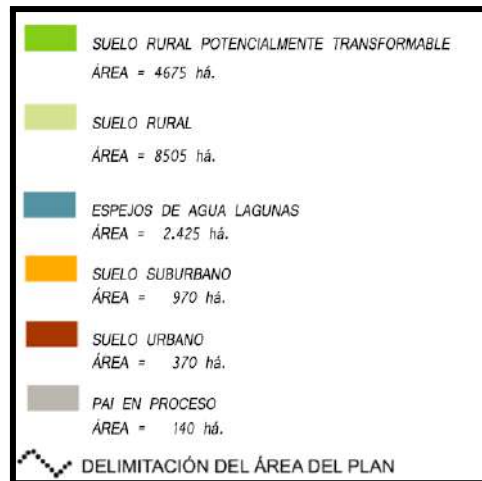 SUELO RURAL POTENCIALMENTE TRANSFORMABLE
ÁREA = 4675 há.
SUELO RURAL
ÁREA = 8505 há.
ESPEJOS DE AGUA LAGUNAS
ÁREA = 2.425 há.
SUELO SUBURBANO
ÁREA = 970 há.
SUELO URBANO
ÁREA = 370 há.
PAI EN PROCESO
ÁREA = 140 há.
DELIMITACIÓN DEL ÁREA DEL PLAN